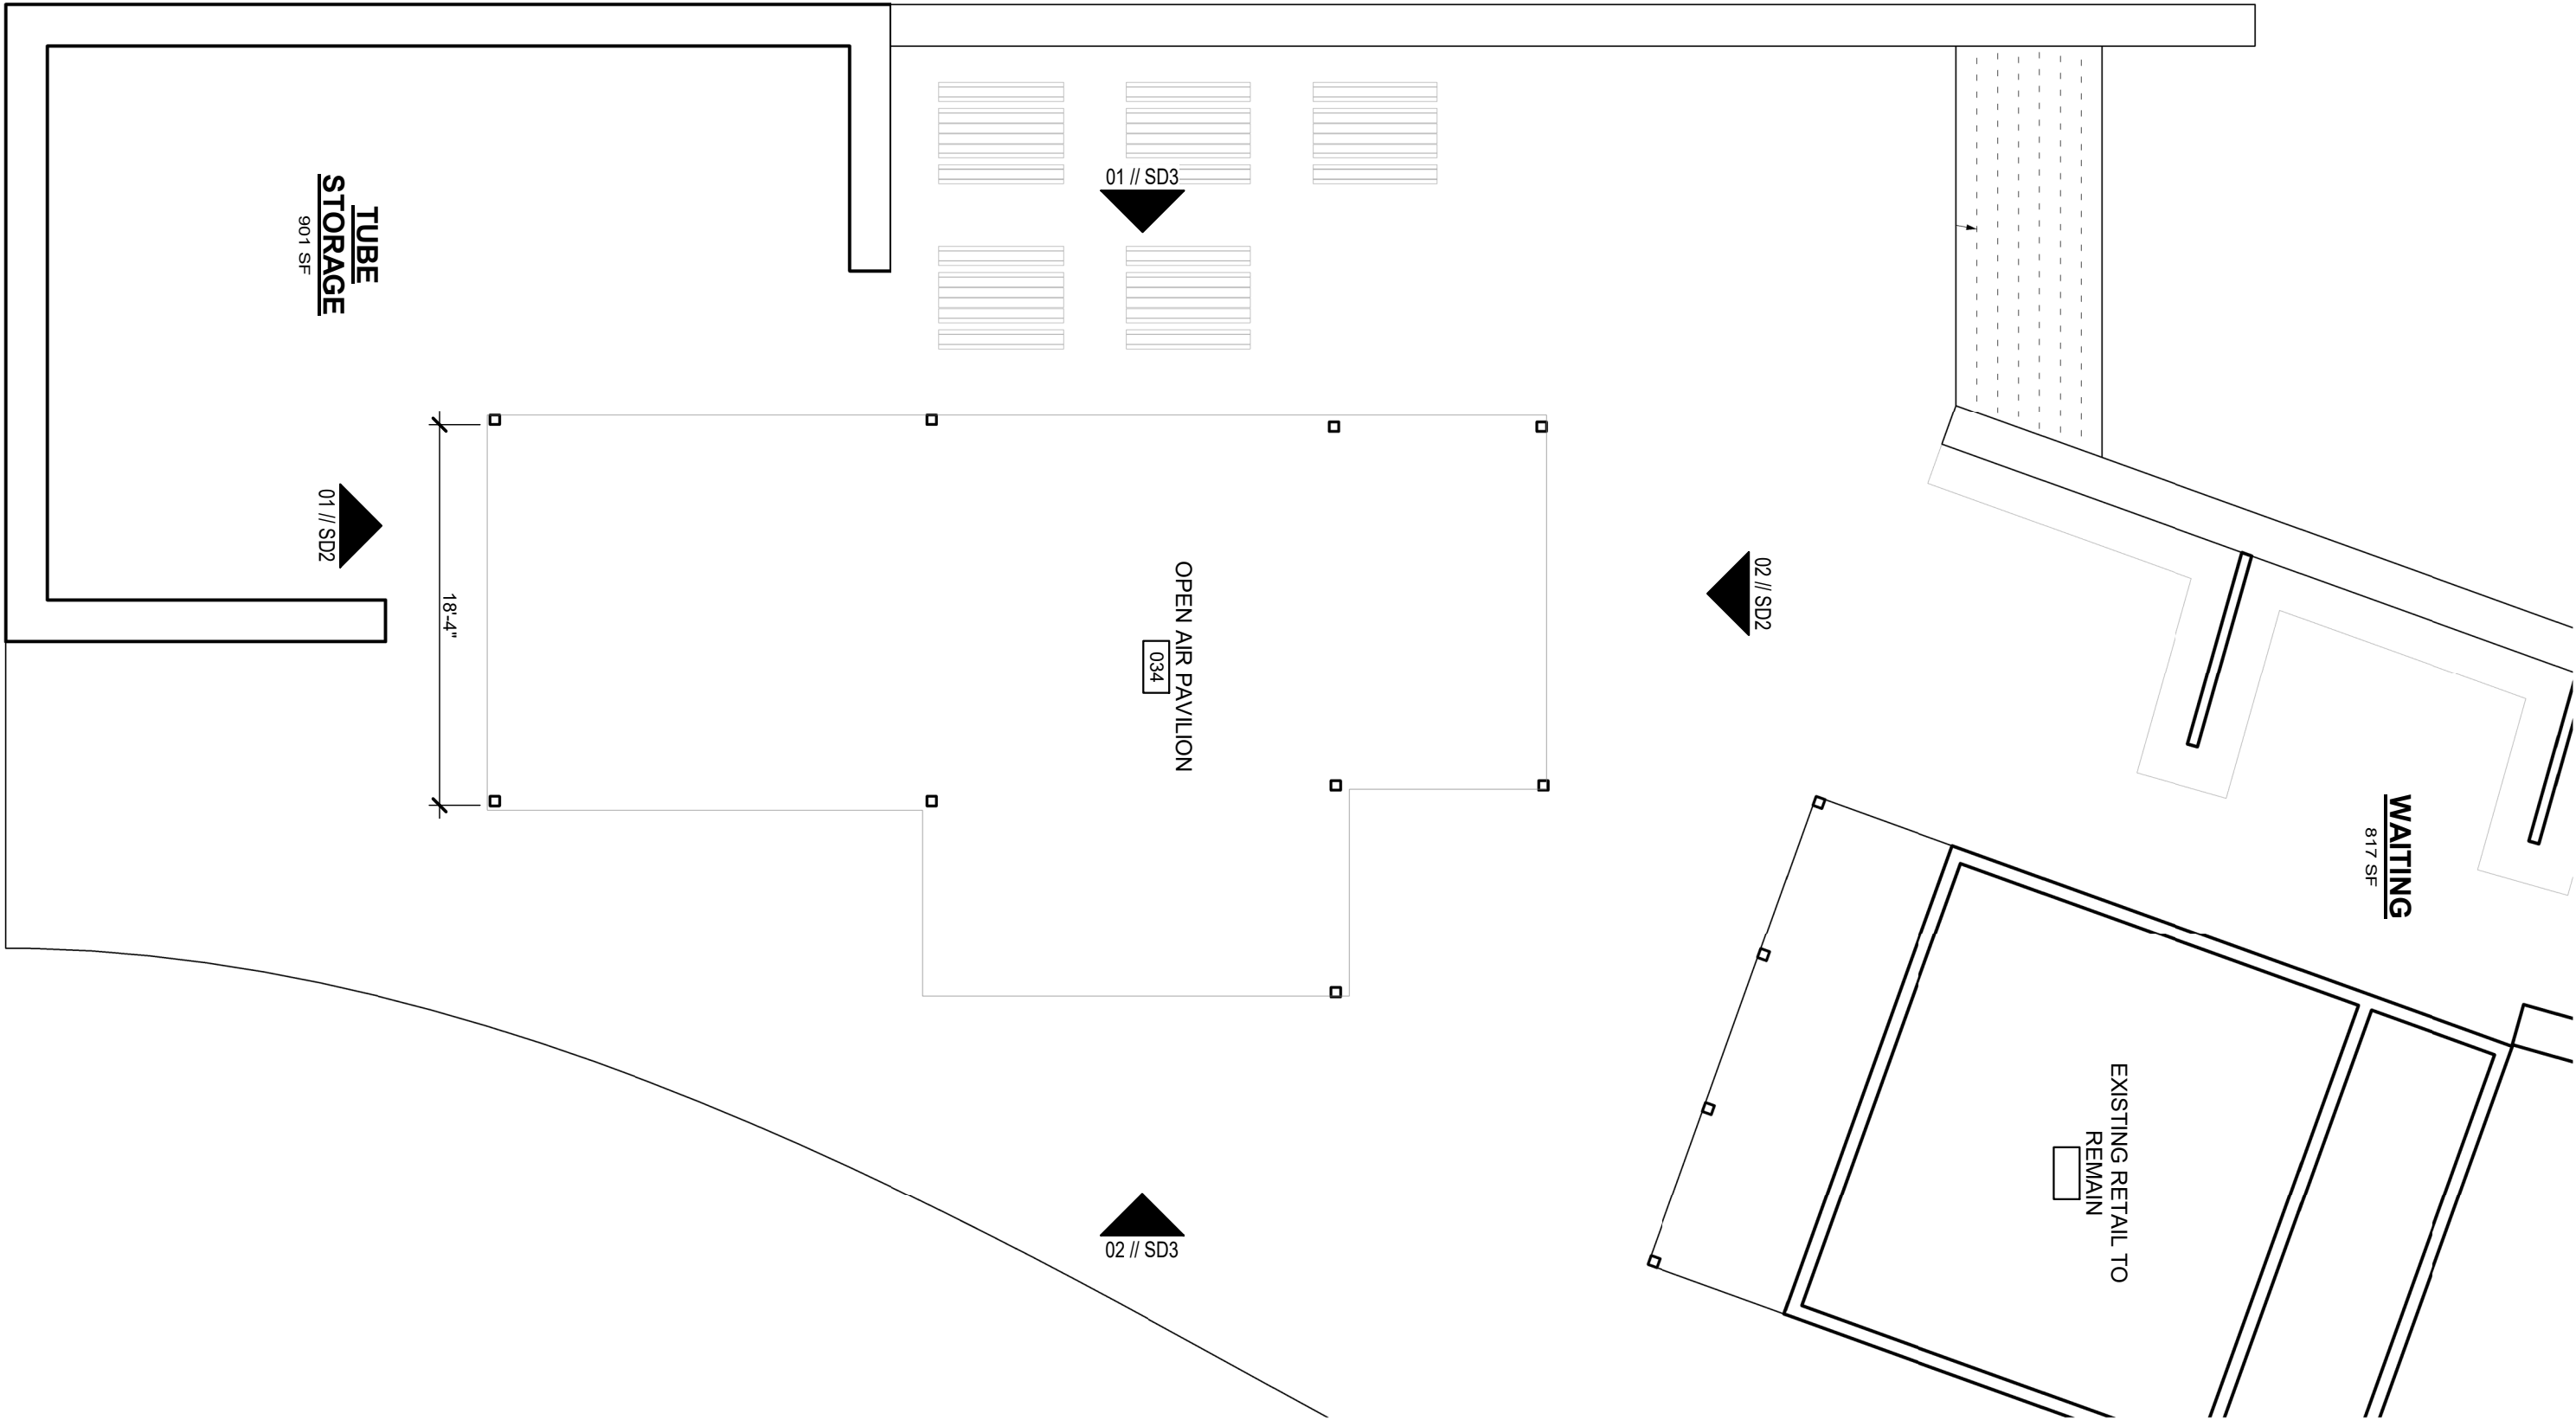 TUBE
STORAGE
901 SF
01 // SD3
01 // SD2
18'-4"
OPEN AIR PAVILION
034
02 // SD2
WAITING
817 SF
EXISTING RETAIL TO
REMAIN
02 // SD3